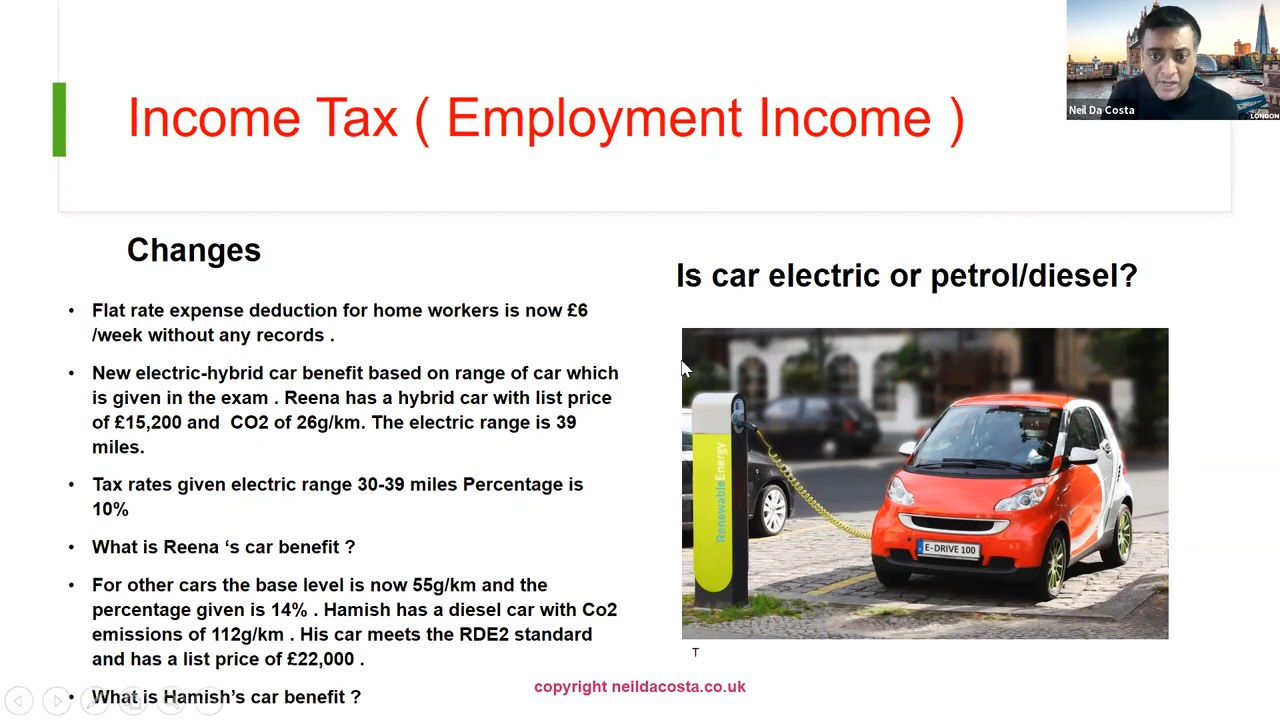 Neil Da Costa
LONDON
Income Tax ( Employment Income )
Changes
• Flat rate expense deduction for home workers is now £6
/week without any records .
• New electric-hybrid car benefit based on range of car which
is given in the exam . Reena has a hybrid car with list price
of £15,200 and  CO2 of 26g/km. The electric range is 39
miles.
• Tax rates given electric range 30-39 miles Percentage is
10%
• What is Reena ‘s car benefit ?
• For other cars the base level is now 55g/km and the
percentage given is 14% . Hamish has a diesel car with Co2
emissions of 112g/km . His car meets the RDE2 standard
and has a list price of £22,000 .
• What is Hamish’s car benefit ?
Is car electric or petrol/diesel?
RenewableEnergy
E-DRIVE 100
T
copyright neildacosta.co.uk